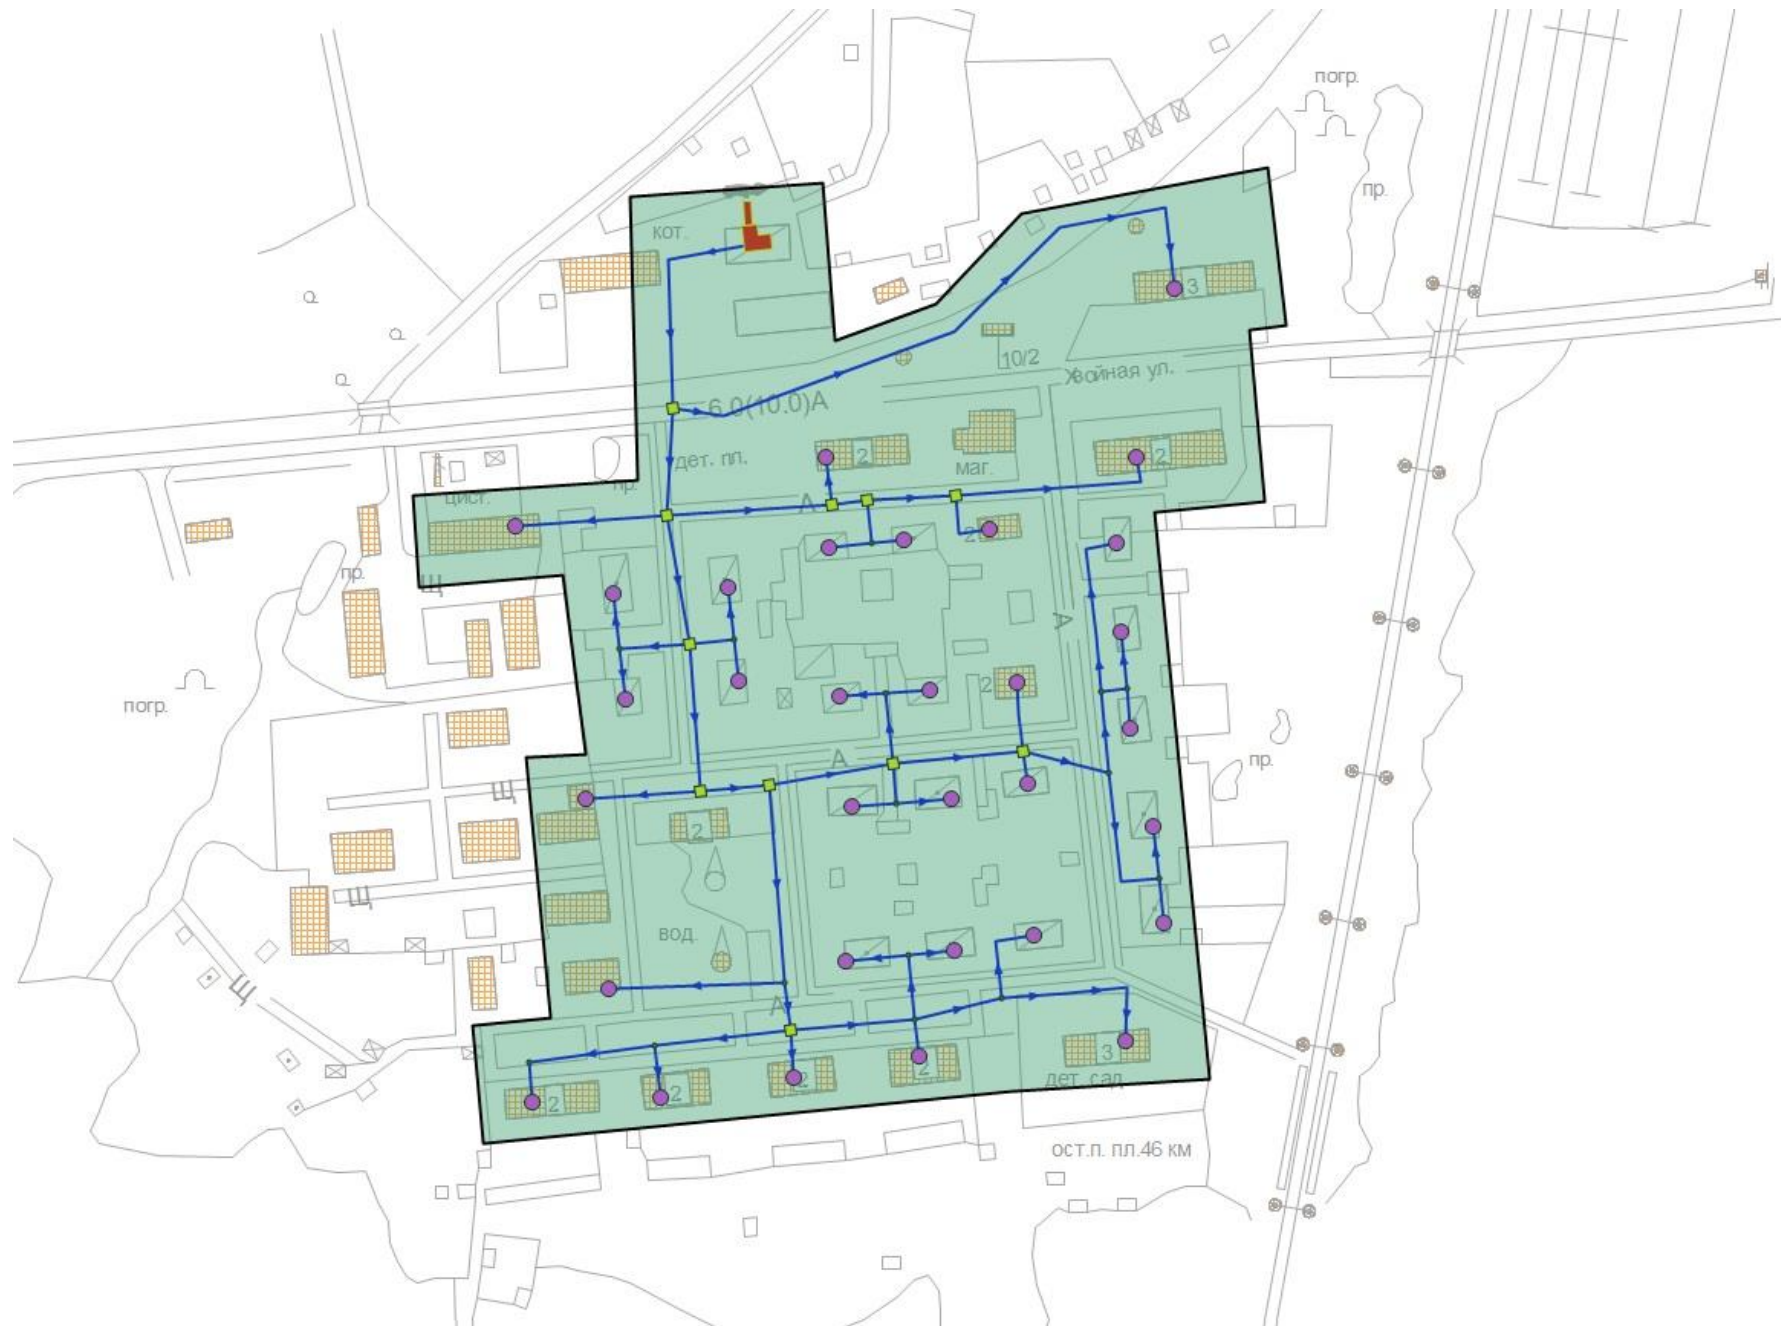 погр.
пр.
кот.
3
10/2
Хвойная ул.
6.0(10.0)А
2
2
дет. пл.
маг.
пр.
цист.
А
2
пр.
Щ
А
погр.
2
А
пр.
Щ
2
Щ
вод.
Щ
А
3
2
2
2
2
дет. сад
ост.п. пл.46 км